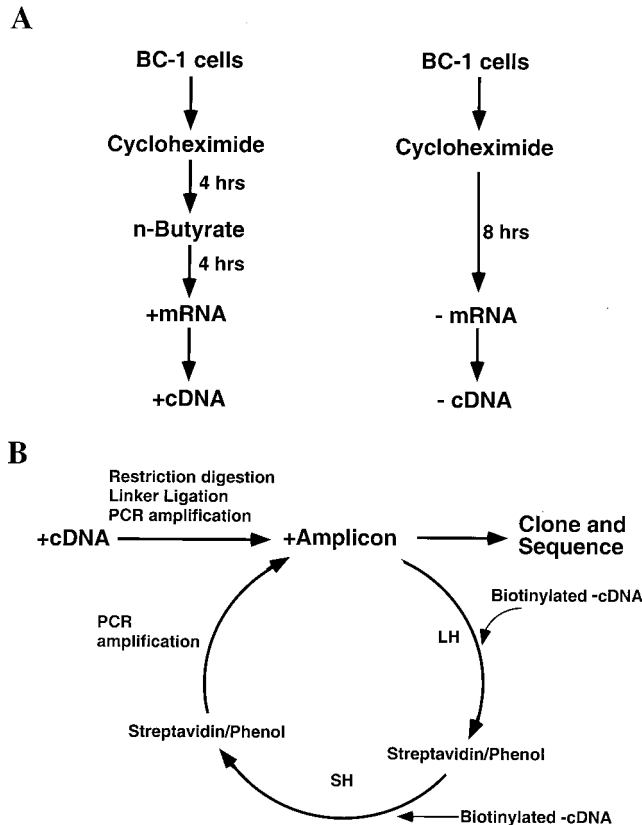 A
BC-1 cells
Cycloheximide
4 hrs
n-Butyrate
4 hrs
+mRNA
+cDNA
BC-1 cells
Cycloheximide
8 hrs
- mRNA
- cDNA
B
Restriction digestion
Linker Ligation
PCR amplification
+cDNA
+Amplicon
Clone and
Sequence
Biotinylated -cDNA
LH
Streptavidin/Phenol
Biotinylated -cDNA
SH
Streptavidin/Phenol
PCR
amplification